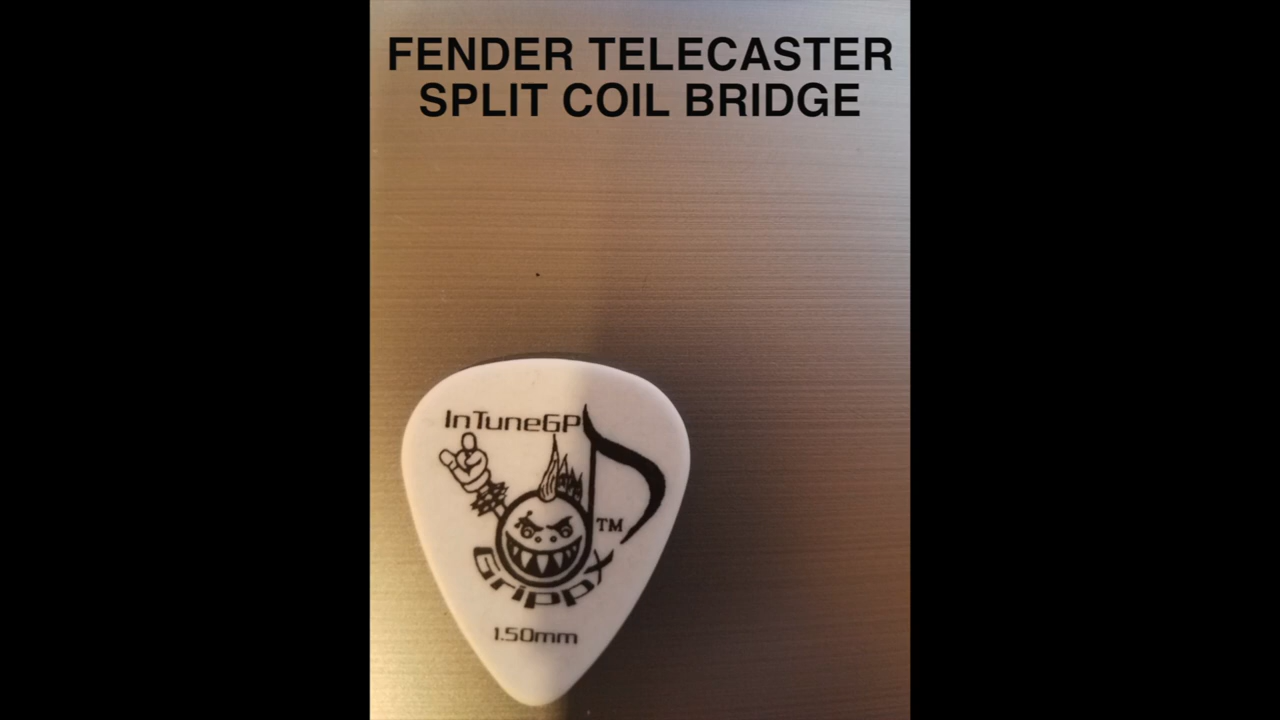 FENDER TELECASTER
SPLIT COIL BRIDGE
InTuneGP
TM
GrippX
1.50mm